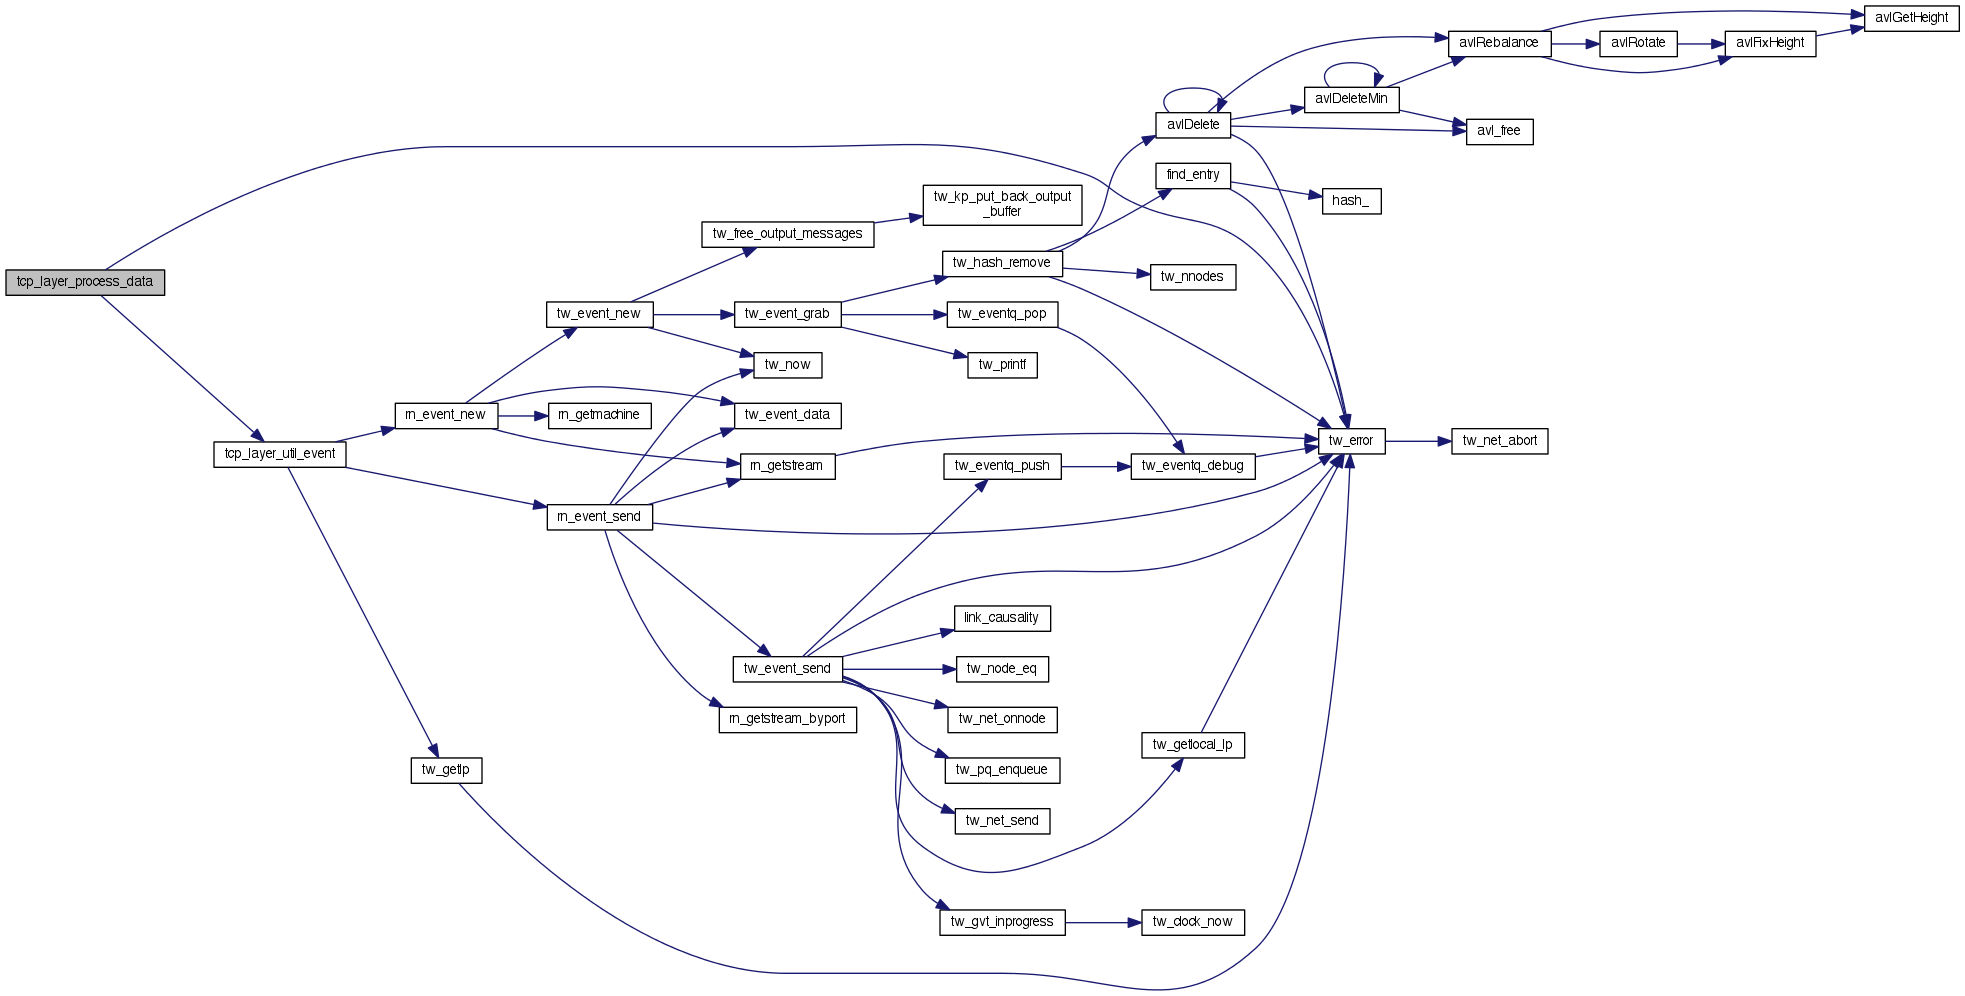 avlGetHeight
avlRebalance
avlRotate
avlFixHeight
avlDeleteMin
avlDelete
avl_free
find_entry
hash_
tw_kp_put_back_output
_buffer
tw_free_output_messages
tw_hash_remove
tw_nnodes
tcp_layer_process_data
tw_event_new
tw_event_grab
tw_eventq_pop
tw_now
tw_printf
rn_event_new
rn_getmachine
tw_event_data
tw_error
tw_net_abort
tcp_layer_util_event
rn_getstream
tw_eventq_push
tw_eventq_debug
rn_event_send
link_causality
tw_event_send
tw_node_eq
rn_getstream_byport
tw_net_onnode
tw_getlocal_lp
tw_getlp
tw_pq_enqueue
tw_net_send
tw_gvt_inprogress
tw_clock_now